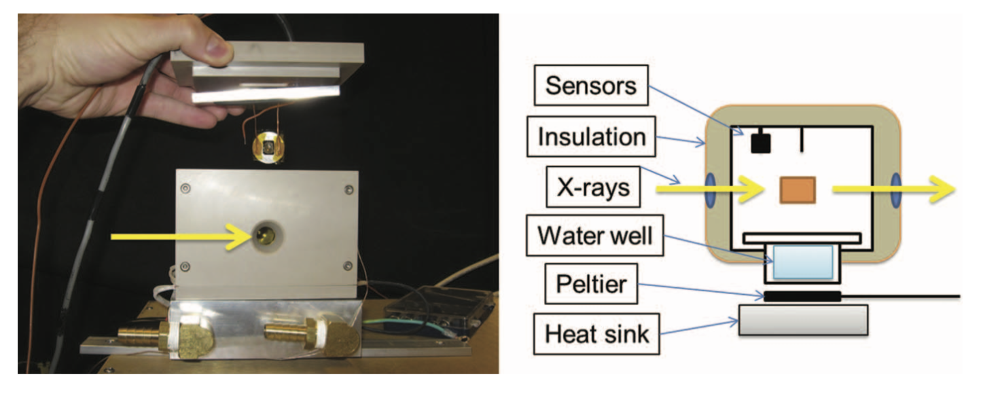 Sensors
Insulation
X-rays
Water well
Peltier
Heat sink